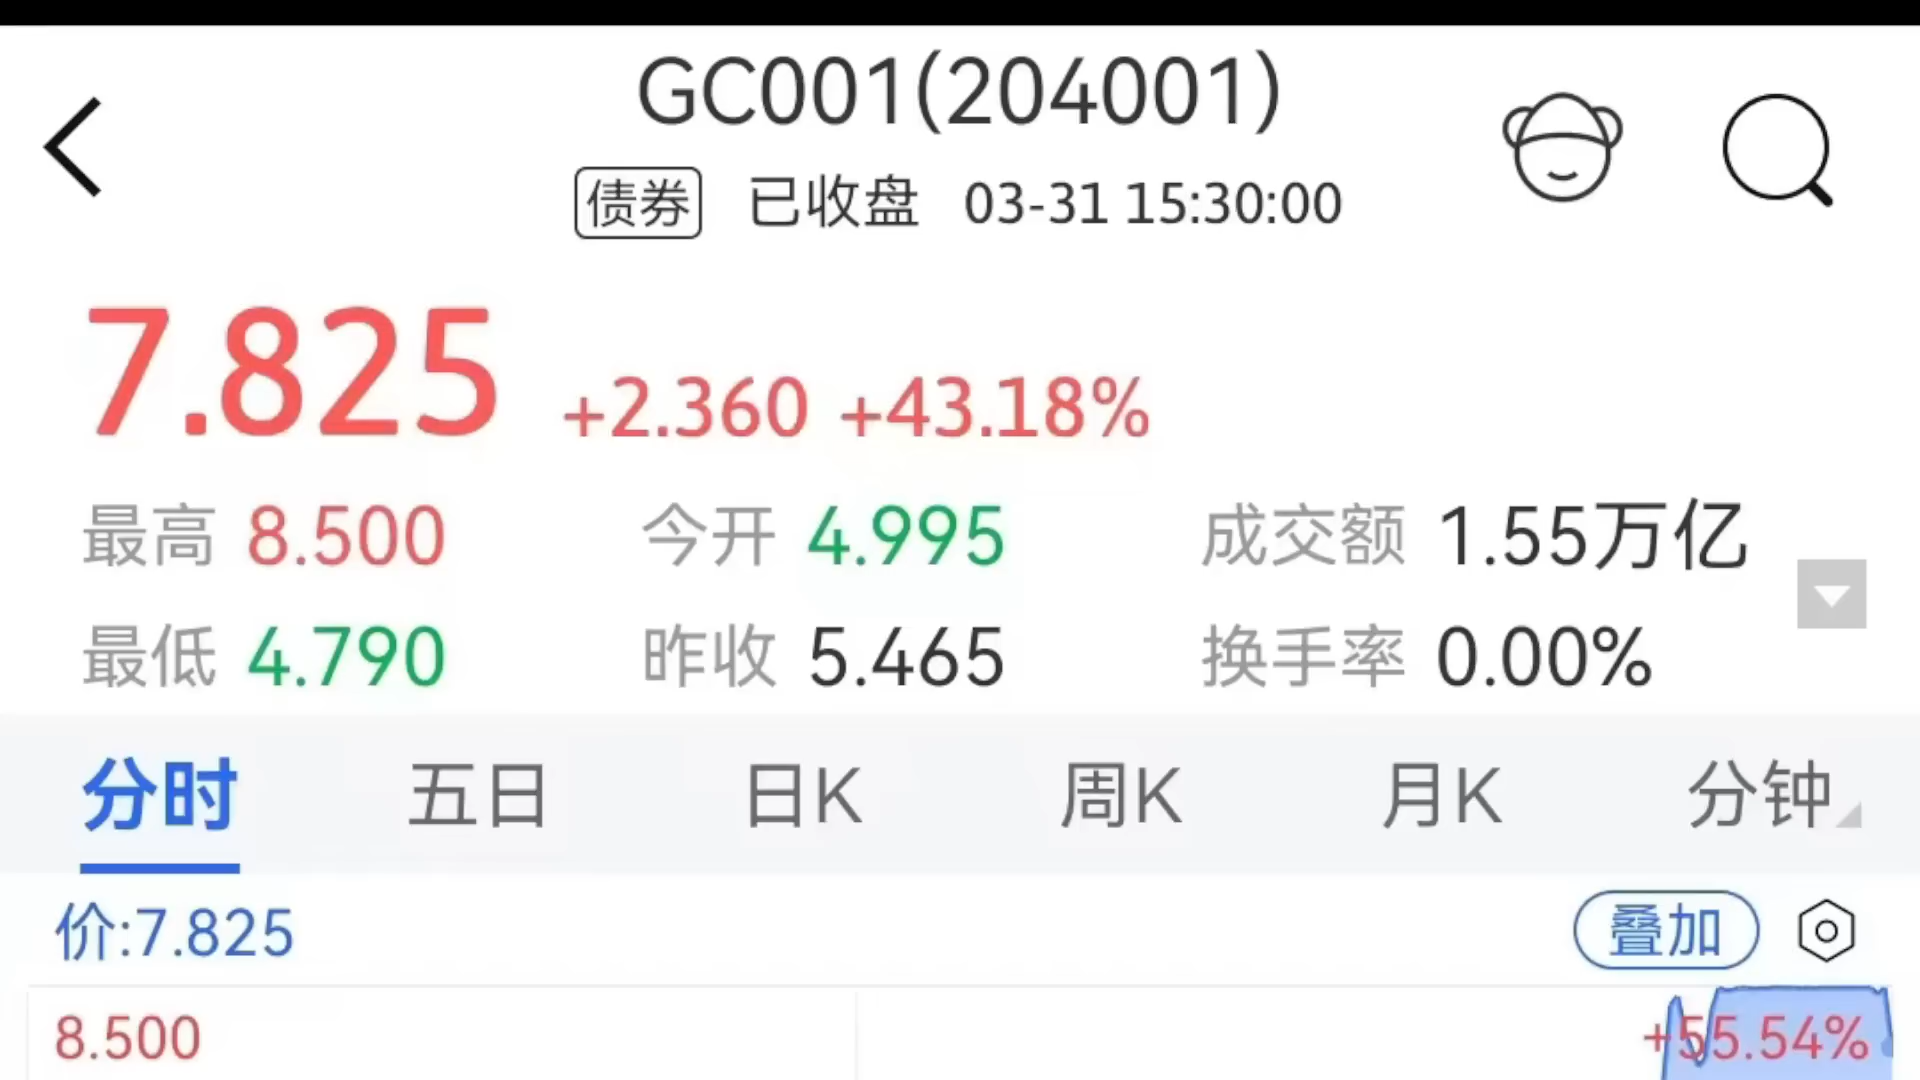 GC001(204001)
债券 已收盘 03-31 15:30:00
7.825 +2.360 +43.18%
最高 8.500 今开 4.995 成交额 1.55万亿
最低 4.790 昨收 5.465 换手率 0.00%
分时 五日 日K 周K 月K 分钟
价:7.825 叠加
8.500 +55.54%